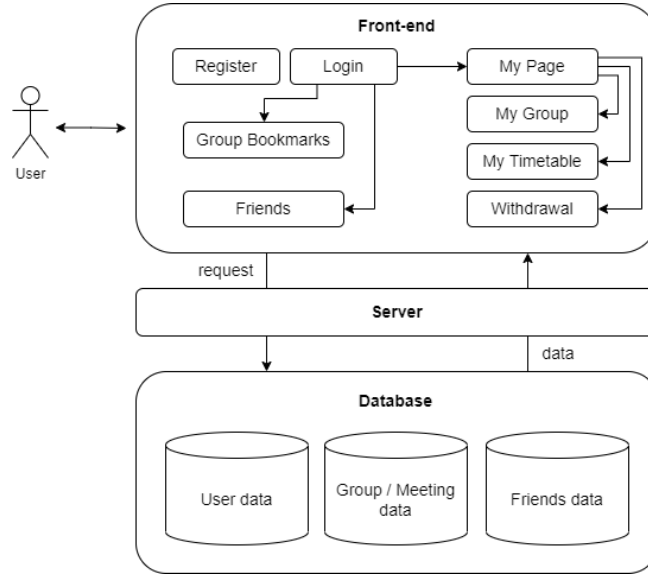 Front-end
Register
Login
My Page
My Group
Group Bookmarks
My Timetable
User
Friends
Withdrawal
request
Server
data
Database
User data
Group / Meeting
data
Friends data